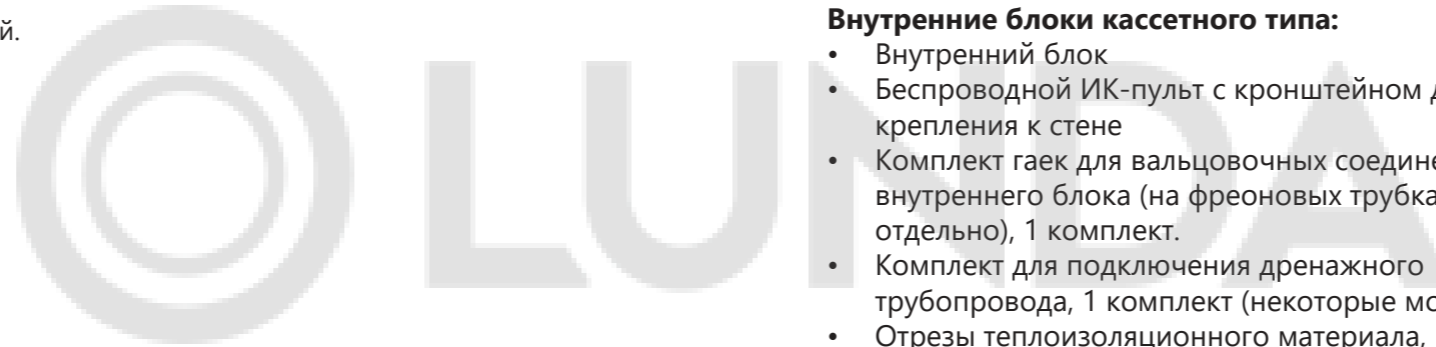 й.
Внутренние блоки кассетного типа:
• Внутренний блок
• Беспроводной ИК-пульт с кронштейном
крепления к стене
• Комплект гаек для вальцовочных
внутреннего блока (на фреоновых
отдельно), 1 комплект.
• Комплект для подключения дренажного
трубопровода, 1 комплект (некоторые
• Отрезы теплоизоляционного материала,
LUNDA